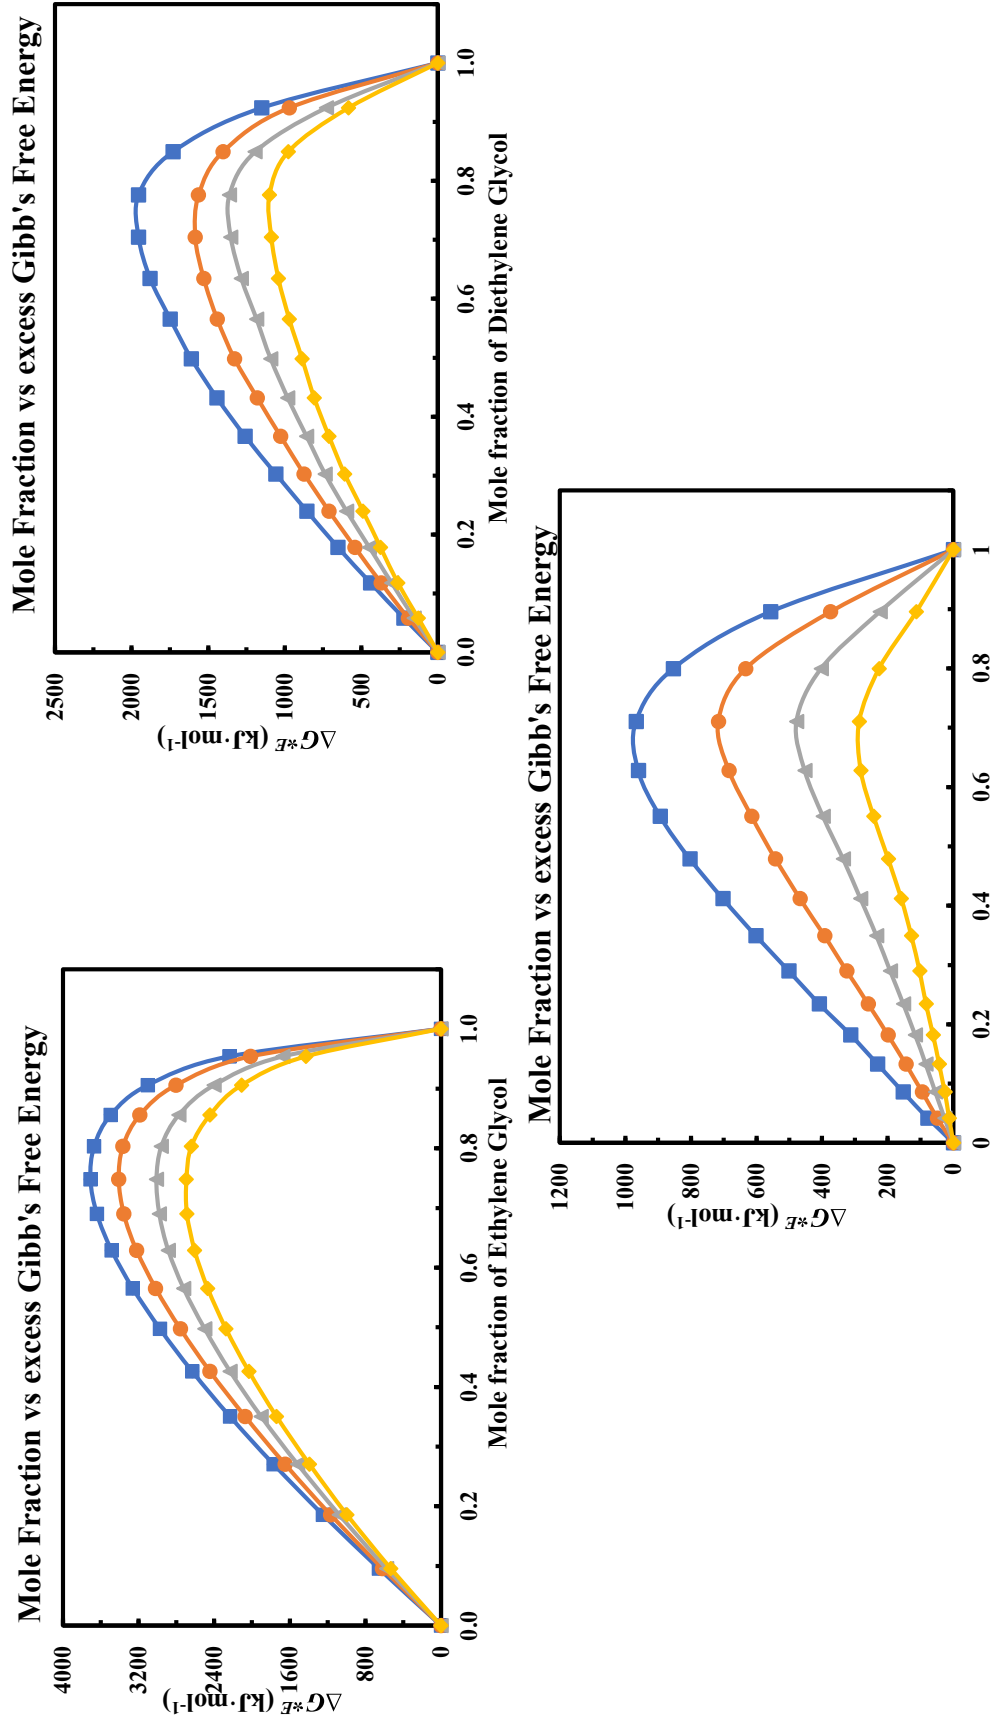 Mole Fraction vs excess Gibb's Free Energy
4000
3200
2400
1600
800
0
ΔG*E (kJ·mol-1)
0.0 0.2 0.4 0.6 0.8 1.0
Mole fraction of Ethylene Glycol
Mole Fraction vs excess Gibb's Free Energy
2500
2000
1500
1000
500
0
ΔG*E (kJ·mol-1)
0.0 0.2 0.4 0.6 0.8 1.0
Mole fraction of Diethylene Glycol
Mole Fraction vs excess Gibb's Free Energy
1200
1000
800
600
400
200
0
ΔG*E (kJ·mol-1)
0 0.2 0.4 0.6 0.8 1